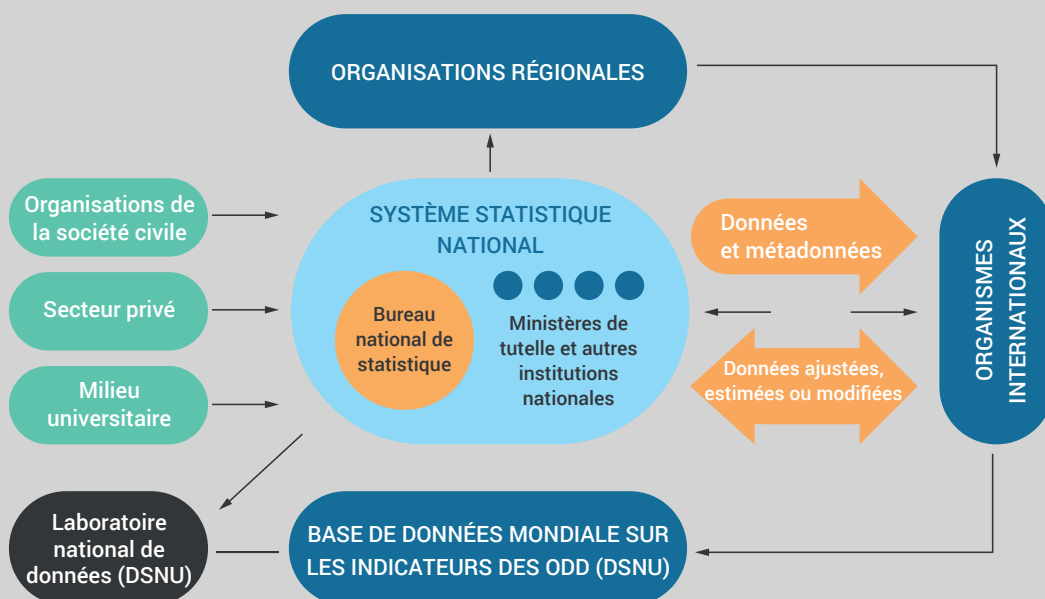 ORGANISATIONS RÉGIONALES
Organisations de
la société civile
Secteur privé
Milieu
universitaire
SYSTÈME STATISTIQUE
NATIONAL
Bureau
national de
statistique
Ministères de
tutelle et autres
institutions
nationales
Données
et métadonnées
Données ajustées,
estimées ou modifiées
ORGANISMES
INTERNATIONAUX
Laboratoire
national de
données (DSNU)
BASE DE DONNÉES MONDIALE SUR
LES INDICATEURS DES ODD (DSNU)